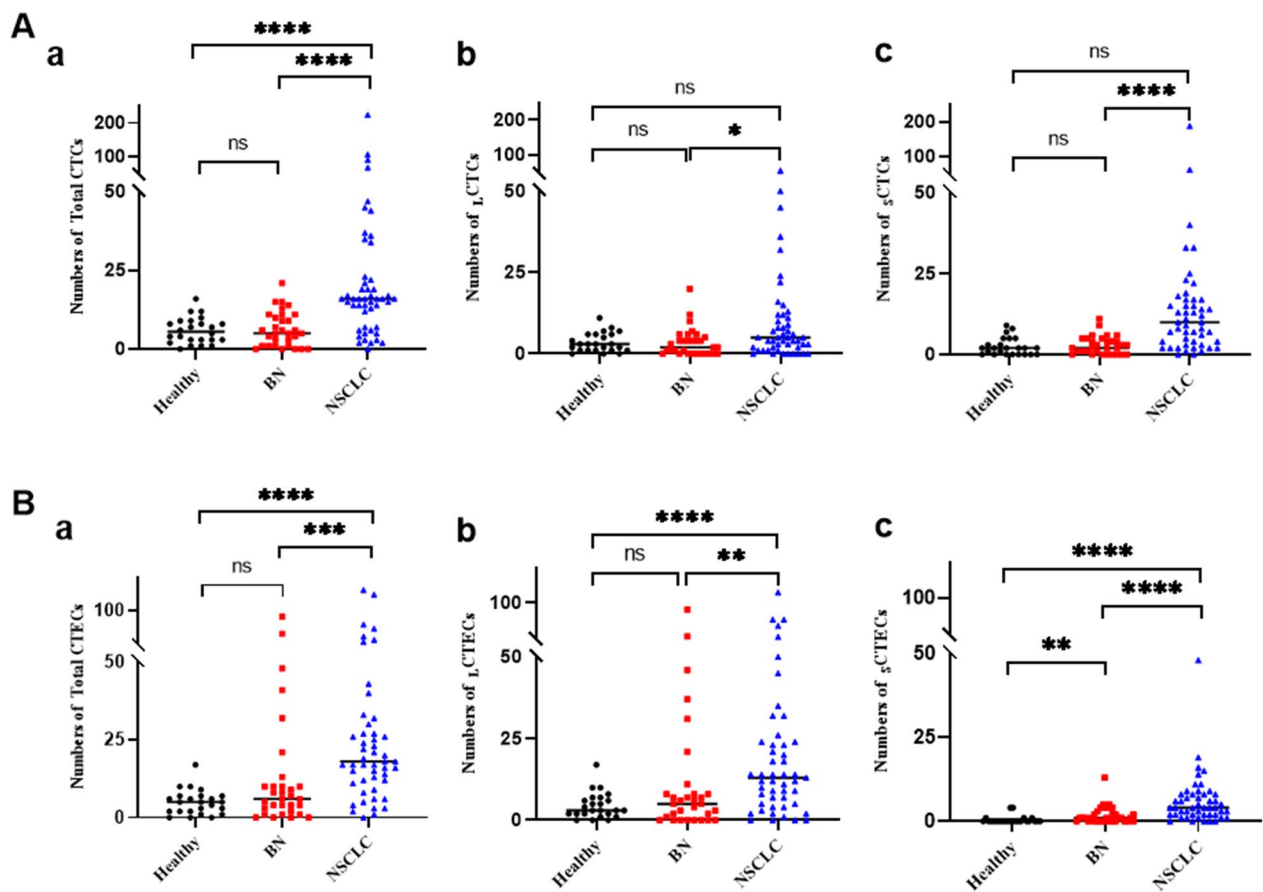 A
a
****
****
ns
Numbers of Total CTCs
200
100
50
25
0
Healthy
BN
NSCLC
b
ns
ns
*
Numbers of LCTCs
200
100
50
25
0
Healthy
BN
NSCLC
c
ns
****
ns
Numbers of sCTCs
200
100
50
25
0
Healthy
BN
NSCLC
B
a
****
***
ns
Numbers of Total CTECs
100
50
25
0
Healthy
BN
NSCLC
b
****
ns
**
Numbers of LCTECs
100
50
25
0
Healthy
BN
NSCLC
c
****
****
**
Numbers of sCTECs
100
50
25
0
Healthy
BN
NSCLC